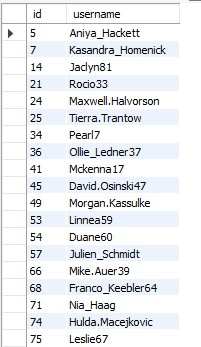 id username
5 Aniya_Hackett
7 Kasandra_Homenick
14 Jaclyn81
21 Rocio33
24 Maxwell.Halvorson
25 Tierra.Trantow
34 Pearl7
36 Ollie_Ledner37
41 Mckenna17
45 David.Osinski47
49 Morgan.Kassulke
53 Linnea59
54 Duane60
57 Julien_Schmidt
66 Mike.Auer39
68 Franco_Keebler64
71 Nia_Haag
74 Hulda.Macejkovic
75 Leslie67